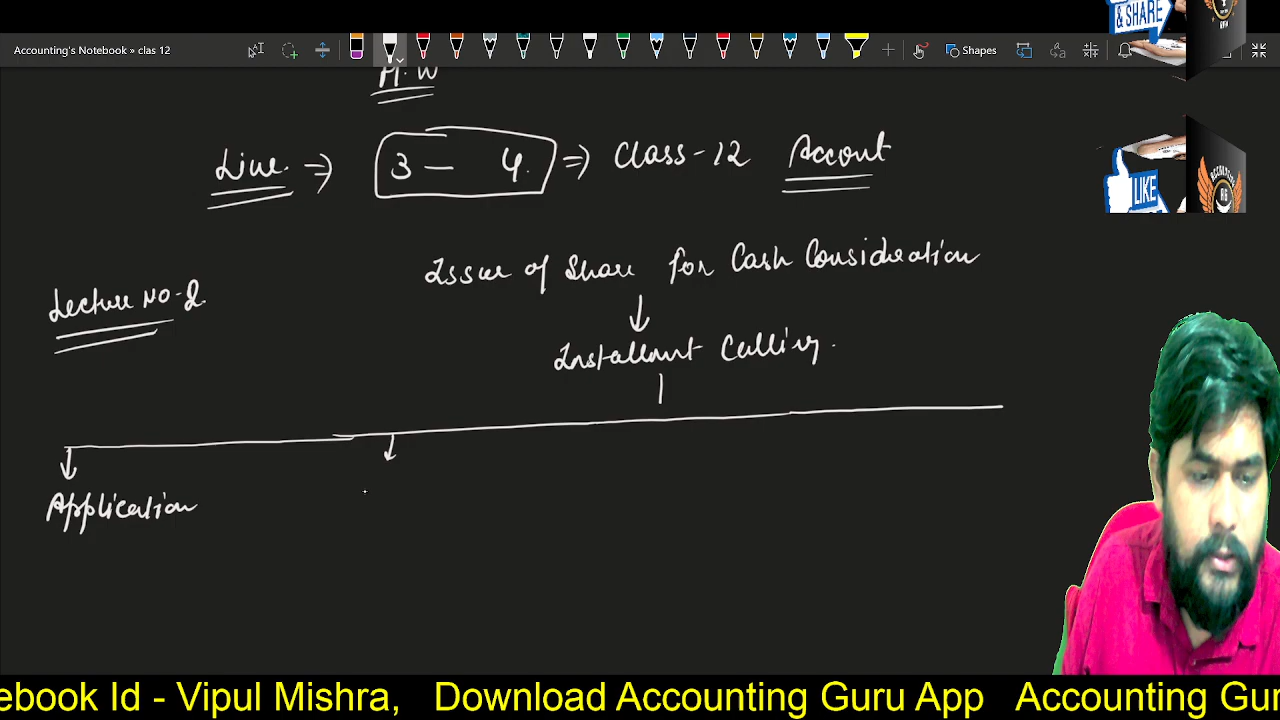 & SHARE
Accounting's Notebook » clas 12
Shapes
H.W
Live. ⇒ 3 — 4. ⇒ Class-12 Accout
LIKE
Issue of Share for Cash Consideration
Lecture No-2.
Installment Calling.
Application
ebook Id - Vipul Mishra, Download Accounting Guru App Accounting Gur